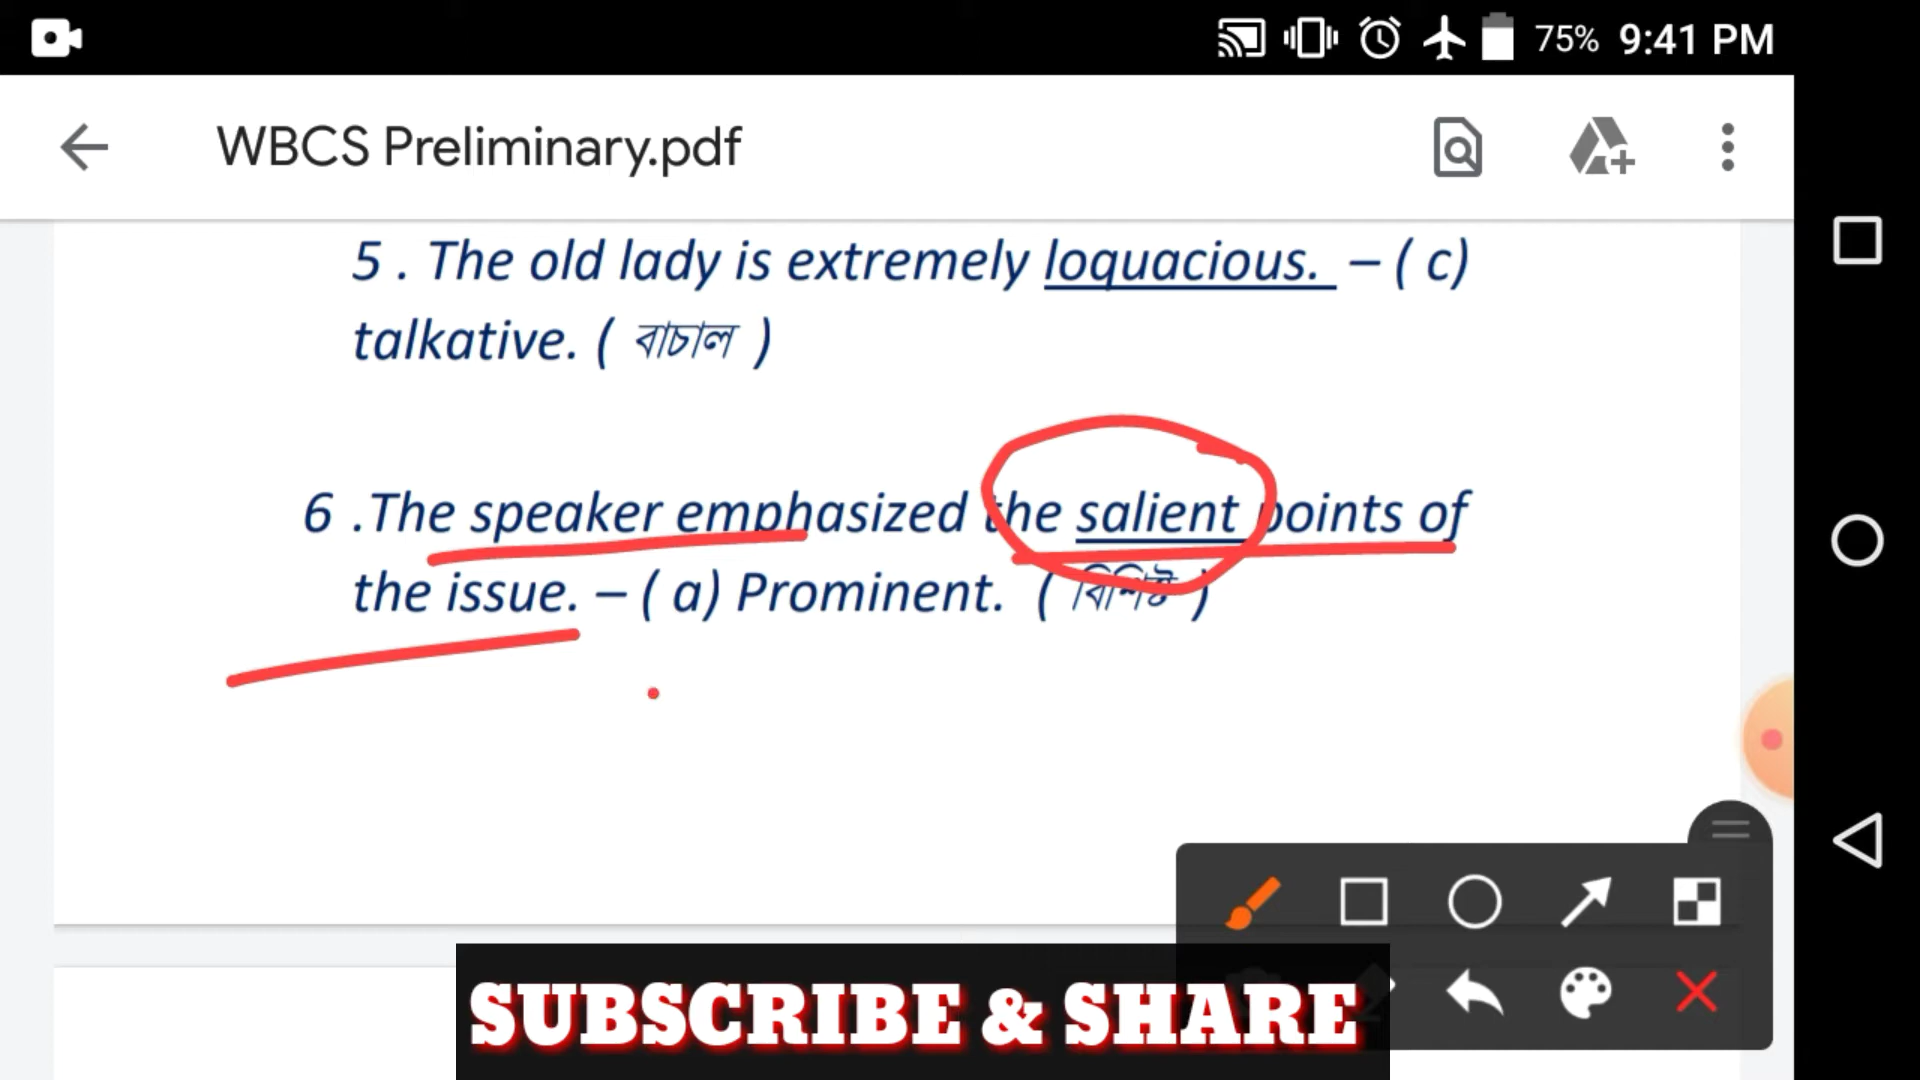 75% 9:41 PM
WBCS Preliminary.pdf
5 . The old lady is extremely loquacious. – ( c)
talkative. ( বাচাল )
6 .The speaker emphasized the salient points of
the issue. – ( a) Prominent. ( বিশিষ্ট )
SUBSCRIBE & SHARE